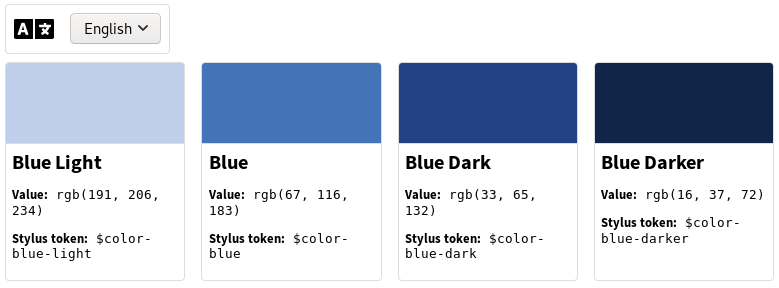 A 文
English
Blue Light
Value: rgb(191, 206,
234)
Stylus token: $color-
blue-light
Blue
Value: rgb(67, 116,
183)
Stylus token: $color-
blue
Blue Dark
Value: rgb(33, 65,
132)
Stylus token: $color-
blue-dark
Blue Darker
Value: rgb(16, 37, 72)
Stylus token: $color-
blue-darker